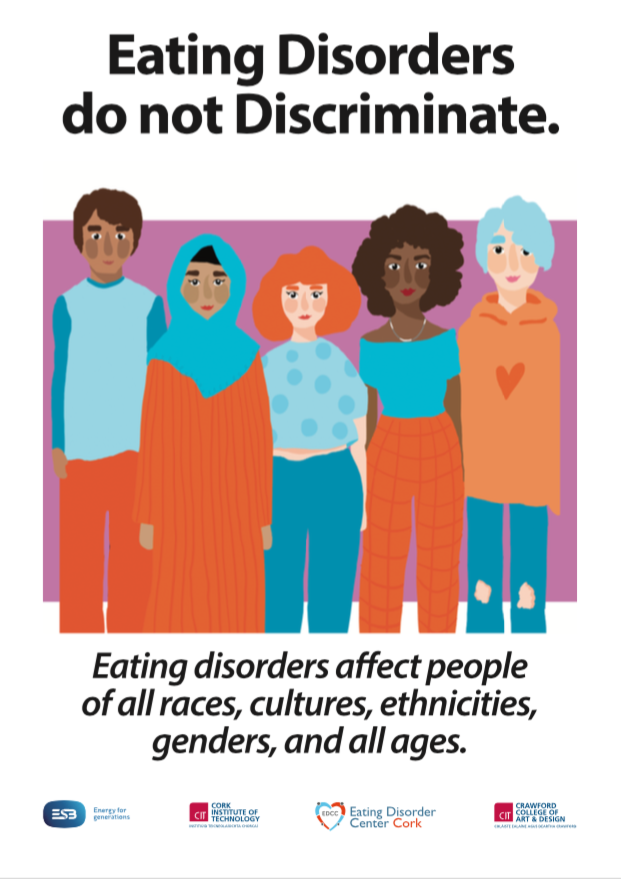 Eating Disorders
do not Discriminate.
Eating disorders affect people
of all races, cultures, ethnicities,
genders, and all ages.
ESB
Energy for
generations
CIT
CORK
INSTITUTE OF
TECHNOLOGY
EDCC
Eating Disorder
Center Cork
CIT
CRAWFORD
COLLEGE OF
ART & DESIGN